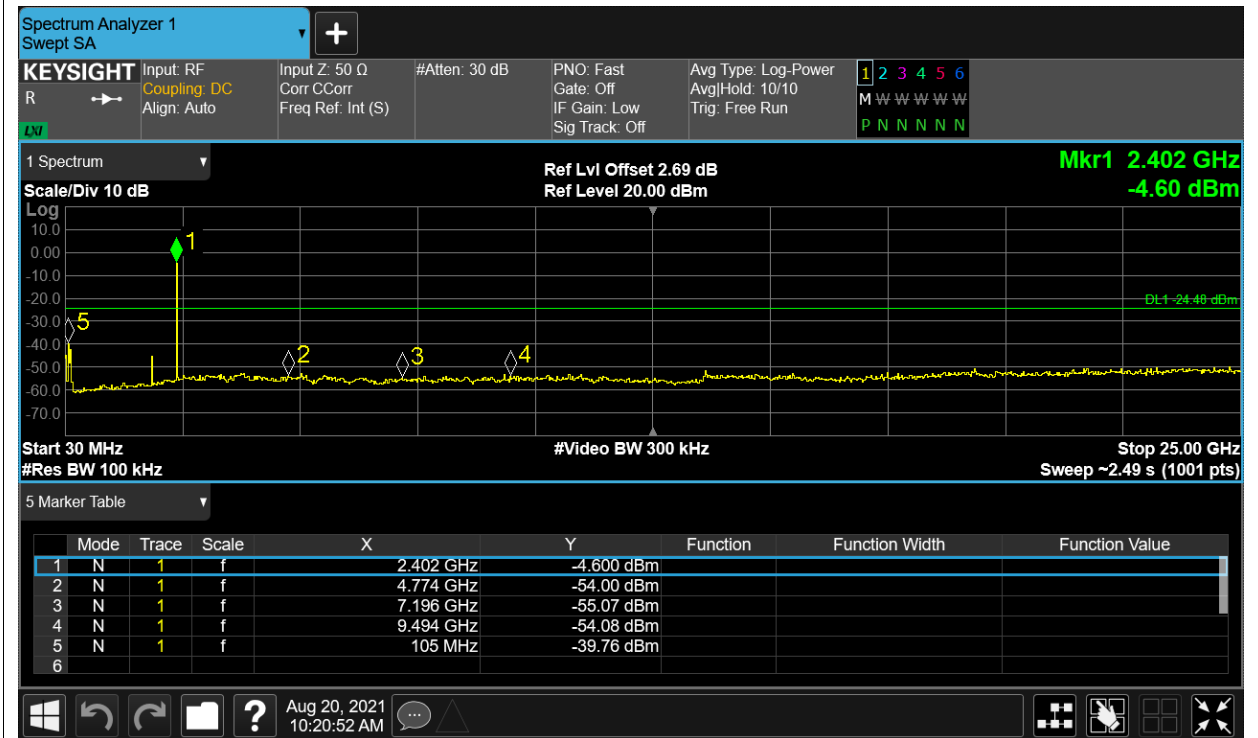 Spectrum Analyzer 1
Swept SA
KEYSIGHT
R
LXI
Input: RF
Coupling: DC
Align: Auto
Input Z: 50 Ω
Corr CCorr
Freq Ref: Int (S)
#Atten: 30 dB
PNO: Fast
Gate: Off
IF Gain: Low
Sig Track: Off
Avg Type: Log-Power
Avg|Hold: 10/10
Trig: Free Run
1 2 3 4 5 6
M W W W W W
P N N N N N
1 Spectrum
Scale/Div 10 dB
Ref Lvl Offset 2.69 dB
Ref Level 20.00 dBm
Mkr1 2.402 GHz
-4.60 dBm
Log
10.0
0.00
-10.0
-20.0
-30.0
-40.0
-50.0
-60.0
-70.0
1
DL1 -24.48 dBm
5
2
3
4
Start 30 MHz
#Video BW 300 kHz
Stop 25.00 GHz
#Res BW 100 kHz
Sweep ~2.49 s (1001 pts)
5 Marker Table
Mode Trace Scale X Y Function Function Width Function Value
1 N 1 f 2.402 GHz -4.600 dBm
2 N 1 f 4.774 GHz -54.00 dBm
3 N 1 f 7.196 GHz -55.07 dBm
4 N 1 f 9.494 GHz -54.08 dBm
5 N 1 f 105 MHz -39.76 dBm
6
?
Aug 20, 2021
10:20:52 AM